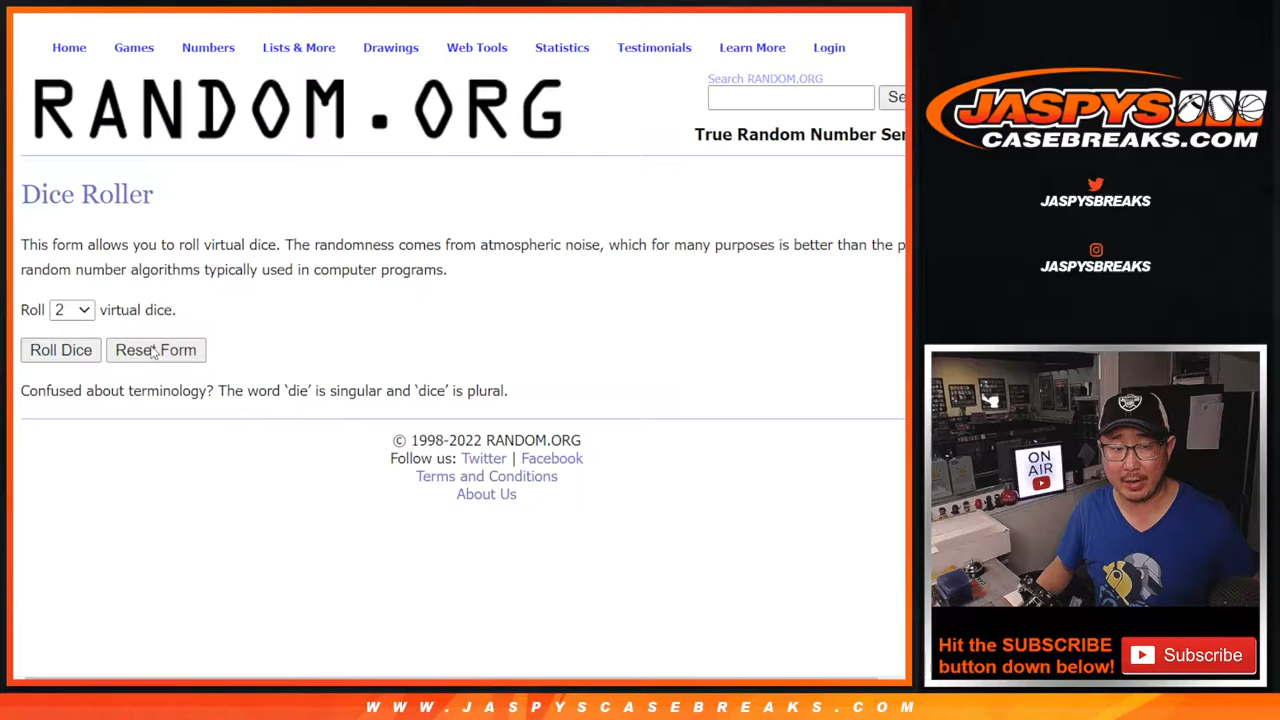 Home Games Numbers Lists & More Drawings Web Tools Statistics Testimonials Learn More Login
Search RANDOM.ORG
RANDOM.ORG
Se
True Random Number Ser
Dice Roller
This form allows you to roll virtual dice. The randomness comes from atmospheric noise, which for many purposes is better than the p
random number algorithms typically used in computer programs.
Roll 2 virtual dice.
Roll Dice Reset Form
Confused about terminology? The word ‘die’ is singular and ‘dice’ is plural.
© 1998-2022 RANDOM.ORG
Follow us: Twitter | Facebook
Terms and Conditions
About Us
JASPYS
CASEBREAKS.COM
JASPYSBREAKS
JASPYSBREAKS
ON
AIR
Hit the SUBSCRIBE
button down below!
Subscribe
WWW.JASPYSCASEBREAKS.COM